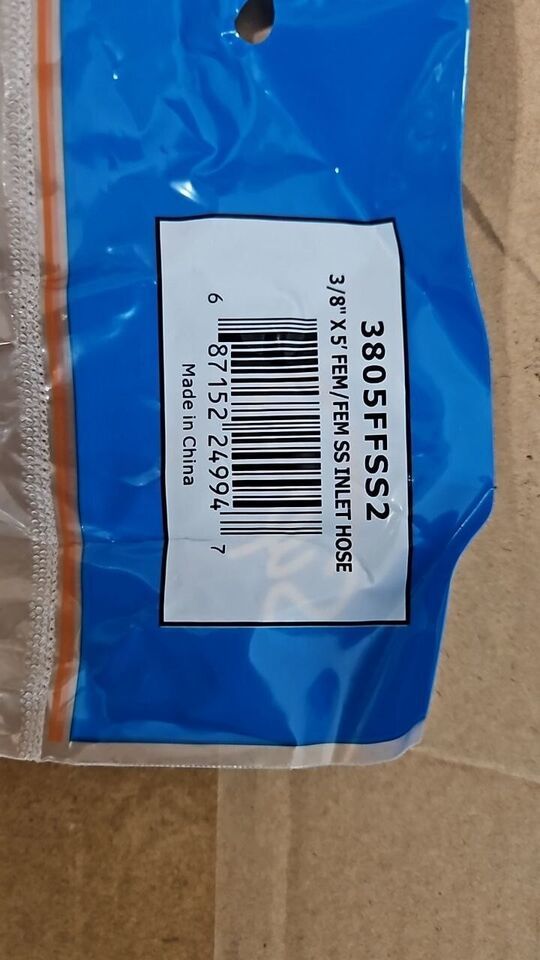 3805FFSS2
3/8" X 5' FEM/FEM SS INLET HOSE
6 87152 24994 7
Made in China